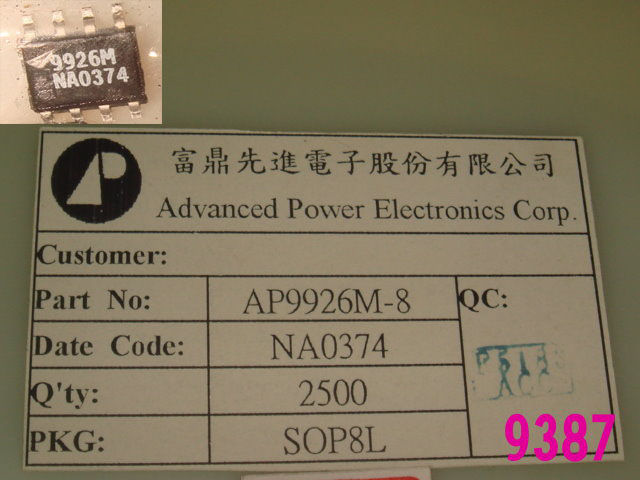 9926M
NA0374
富鼎先進電子股份有限公司
Advanced Power Electronics Corp.
Customer:
Part No: AP9926M-8 QC:
Date Code: NA0374
Q'ty: 2500
PKG: SOP8L
9387